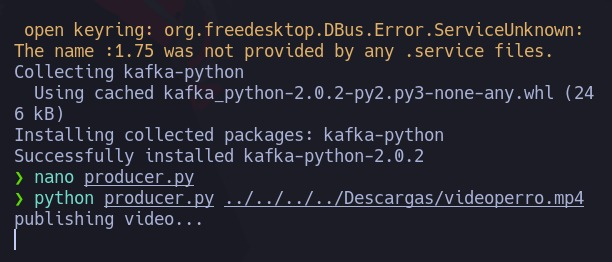 open keyring: org.freedesktop.DBus.Error.ServiceUnknown:
The name :1.75 was not provided by any .service files.
Collecting kafka-python
  Using cached kafka_python-2.0.2-py2.py3-none-any.whl (24
6 kB)
Installing collected packages: kafka-python
Successfully installed kafka-python-2.0.2
❯ nano producer.py
❯ python producer.py ../../../../Descargas/videoperro.mp4
publishing video...